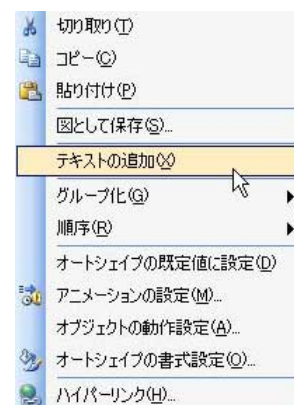 切り取り(T)
コピー(C)
貼り付け(P)
図として保存(S)...
テキストの追加(X)
グループ化(G)
順序(R)
オートシェイプの既定値に設定(D)
アニメーションの設定(M)...
オブジェクトの動作設定(A)...
オートシェイプの書式設定(O)...
ハイパーリンク(H)...